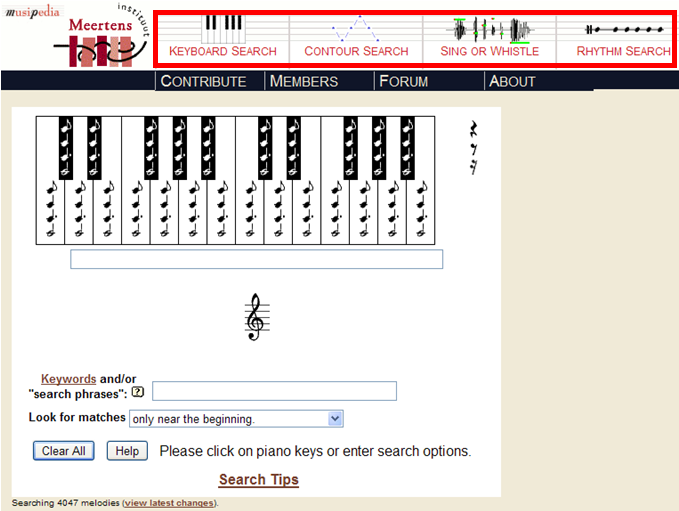 musipedia
Meertens
instituut
KEYBOARD SEARCH
CONTOUR SEARCH
SING OR WHISTLE
RHYTHM SEARCH
CONTRIBUTE
MEMBERS
FORUM
ABOUT
Keywords and/or
"search phrases": ?
Look for matches only near the beginning.
Clear All Help Please click on piano keys or enter search options.
Search Tips
Searching 4047 melodies (view latest changes).